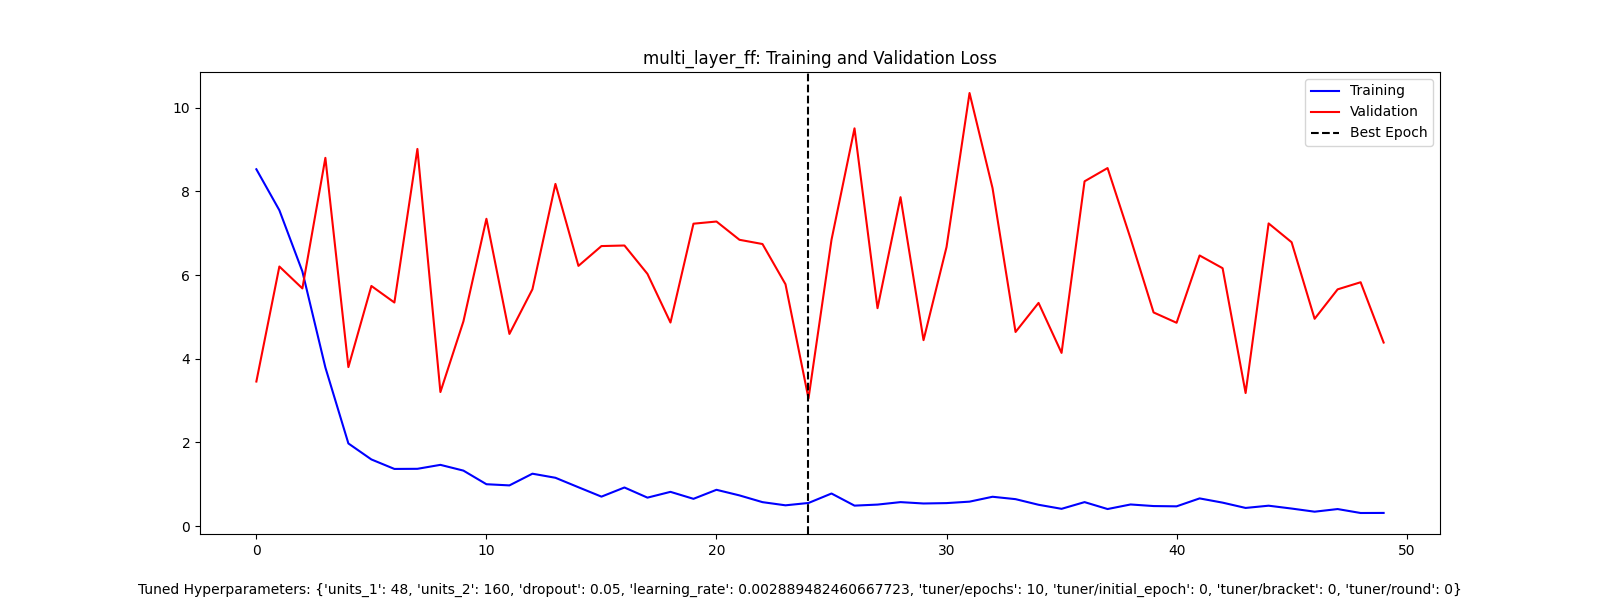 multi_layer_ff: Training and Validation Loss
Training
Validation
Best Epoch
10
8
6
4
2
0
0 10 20 30 40 50
Tuned Hyperparameters: {'units_1': 48, 'units_2': 160, 'dropout': 0.05, 'learning_rate': 0.002889482460667723, 'tuner/epochs': 10, 'tuner/initial_epoch': 0, 'tuner/bracket': 0, 'tuner/round': 0}